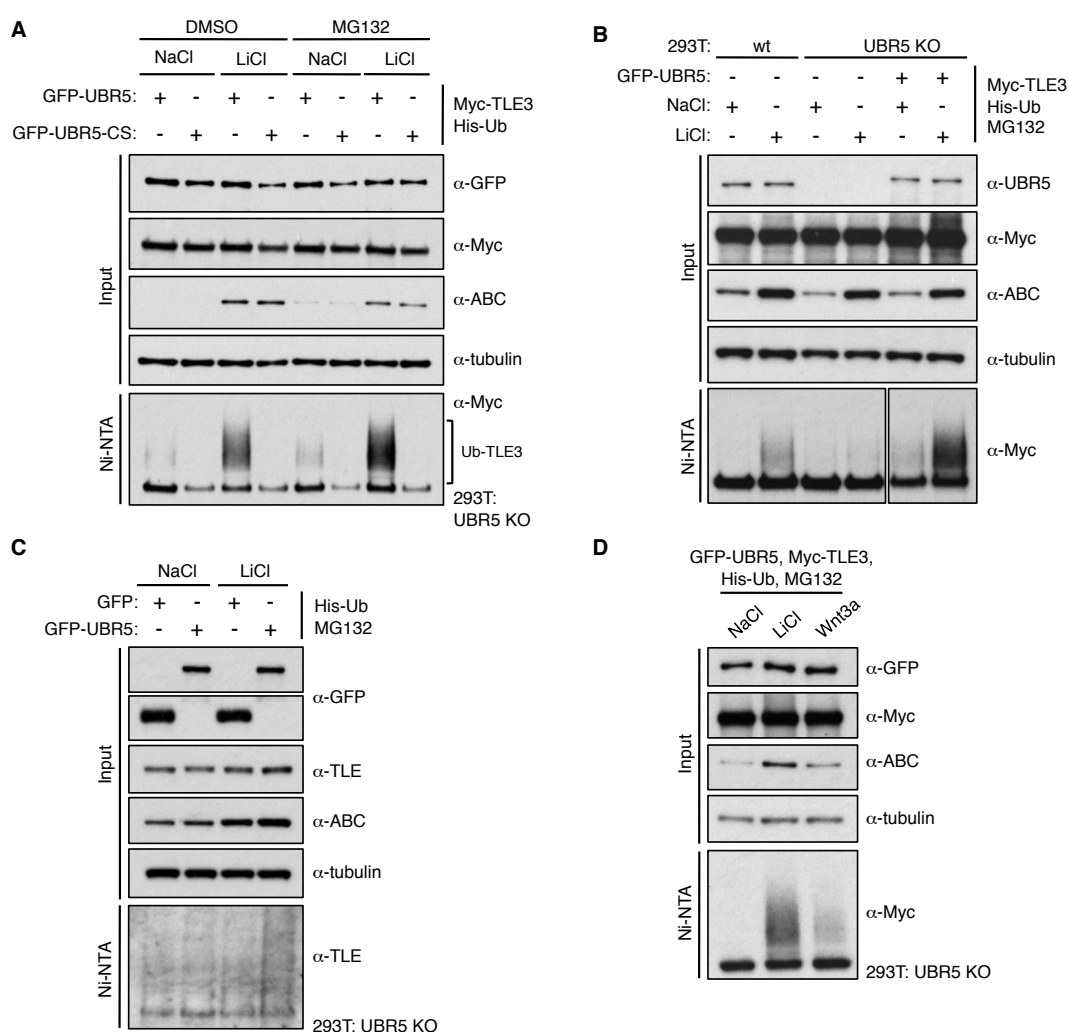 A
DMSO MG132
NaCl LiCl NaCl LiCl
GFP-UBR5: + - + - + - + -
GFP-UBR5-CS: - + - + - + - +
Myc-TLE3
His-Ub
Input
α-GFP
α-Myc
α-ABC
α-tubulin
Ni-NTA
α-Myc
Ub-TLE3
293T:
UBR5 KO
B
293T: wt UBR5 KO
GFP-UBR5: - - - - + +
NaCl: + - + - + -
LiCl: - + - + - +
Myc-TLE3
His-Ub
MG132
Input
α-UBR5
α-Myc
α-ABC
α-tubulin
Ni-NTA
α-Myc
C
NaCl LiCl
GFP: + - + -
GFP-UBR5: - + - +
His-Ub
MG132
Input
α-GFP
α-TLE
α-ABC
α-tubulin
Ni-NTA
α-TLE
293T: UBR5 KO
D
GFP-UBR5, Myc-TLE3,
His-Ub, MG132
NaCl LiCl Wnt3a
Input
α-GFP
α-Myc
α-ABC
α-tubulin
Ni-NTA
α-Myc
293T: UBR5 KO